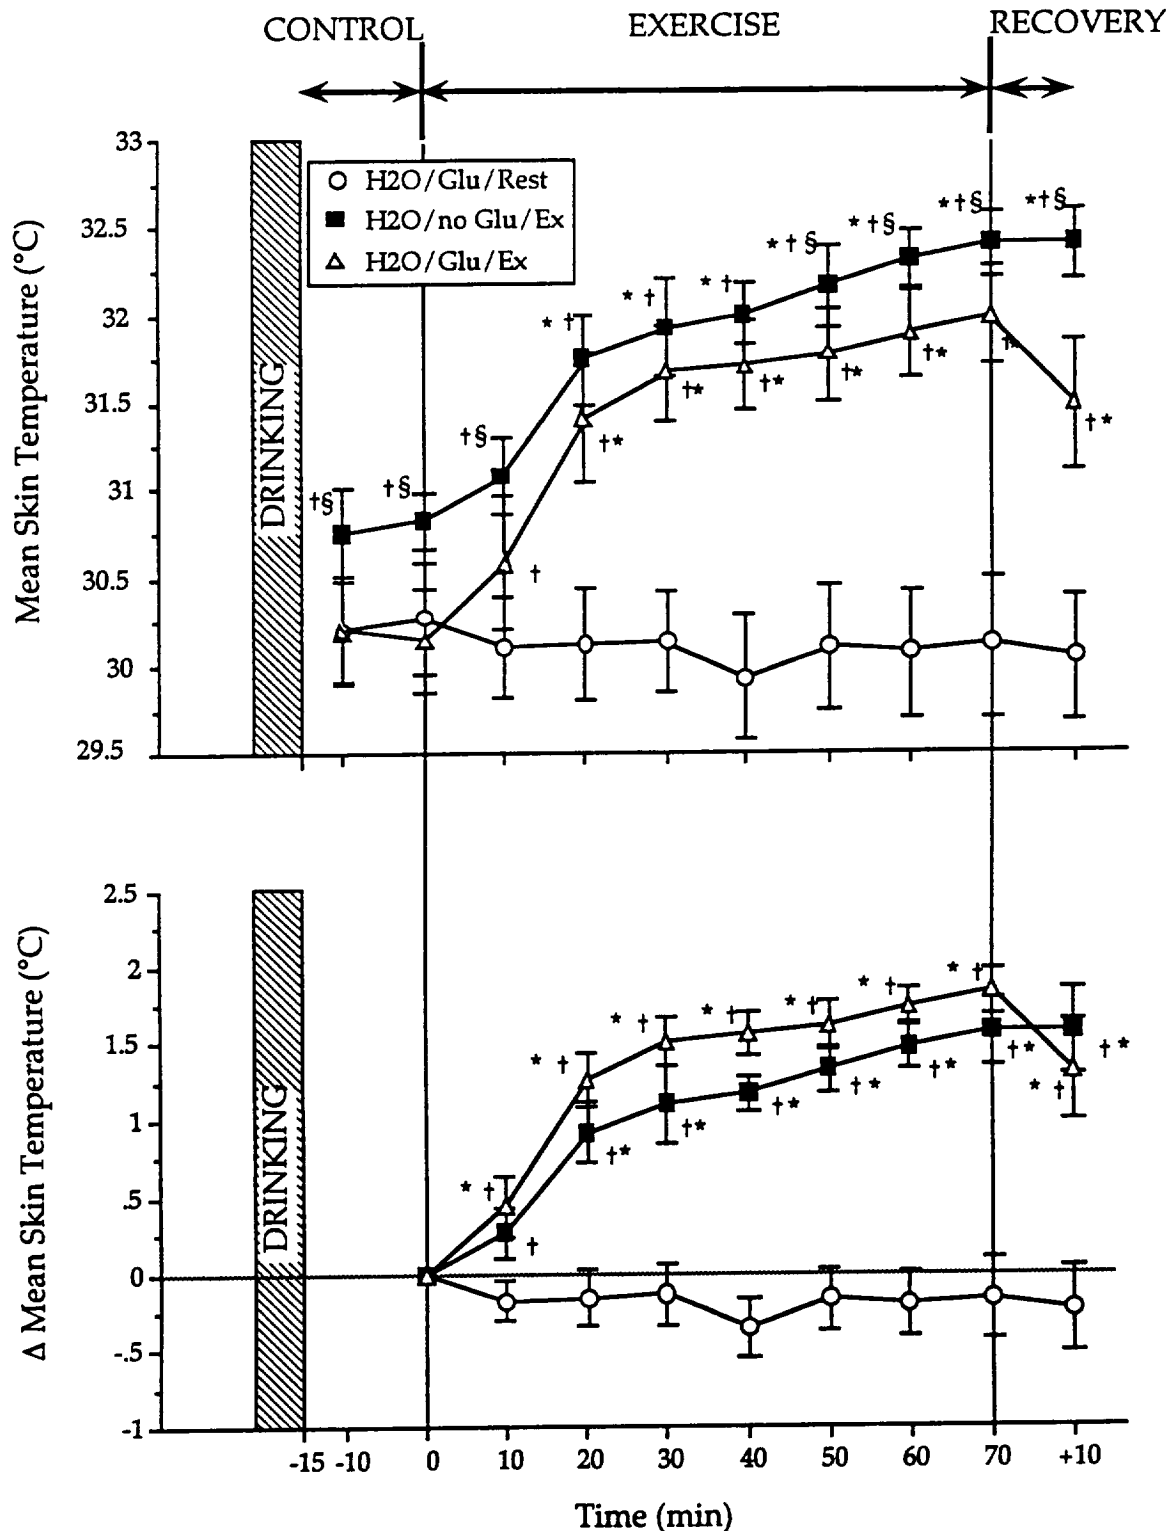 CONTROL EXERCISE RECOVERY
33
32.5
32
31.5
31
30.5
30
29.5
Mean Skin Temperature (°C)
DRINKING
H2O/Glu/Rest
H2O/no Glu/Ex
H2O/Glu/Ex
†§ †§ †§ * † * † * † * † § * † § * † § * † §
† †* †* †* †* †* †* †*
2.5
2
1.5
1
.5
0
-.5
-1
Δ Mean Skin Temperature (°C)
DRINKING
* † * † * † * † * † * † * † * †
† †* †* †* †* †* †* †*
-15 -10 0 10 20 30 40 50 60 70 +10
Time (min)